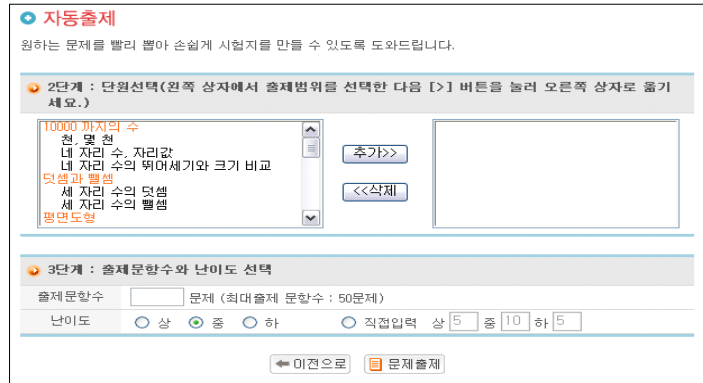 자동출제
원하는 문제를 빨리 뽑아 손쉽게 시험지를 만들 수 있도록 도와드립니다.
2단계 : 단원선택(왼쪽 상자에서 출제범위를 선택한 다음 [>] 버튼을 눌러 오른쪽 상자로 옮기
세요.)
10000 까지의 수
천, 몇 천
네 자리 수, 자리값
네 자리 수의 뛰어세기와 크기 비교
덧셈과 뺄셈
세 자리 수의 덧셈
세 자리 수의 뺄셈
평면도형
추가>>
<<삭제
3단계 : 출제문항수와 난이도 선택
출제문항수 문제 (최대출제 문항수 : 50문제)
난이도 상 중 하 직접입력 상 5 중 10 하 5
이전으로 문제출제